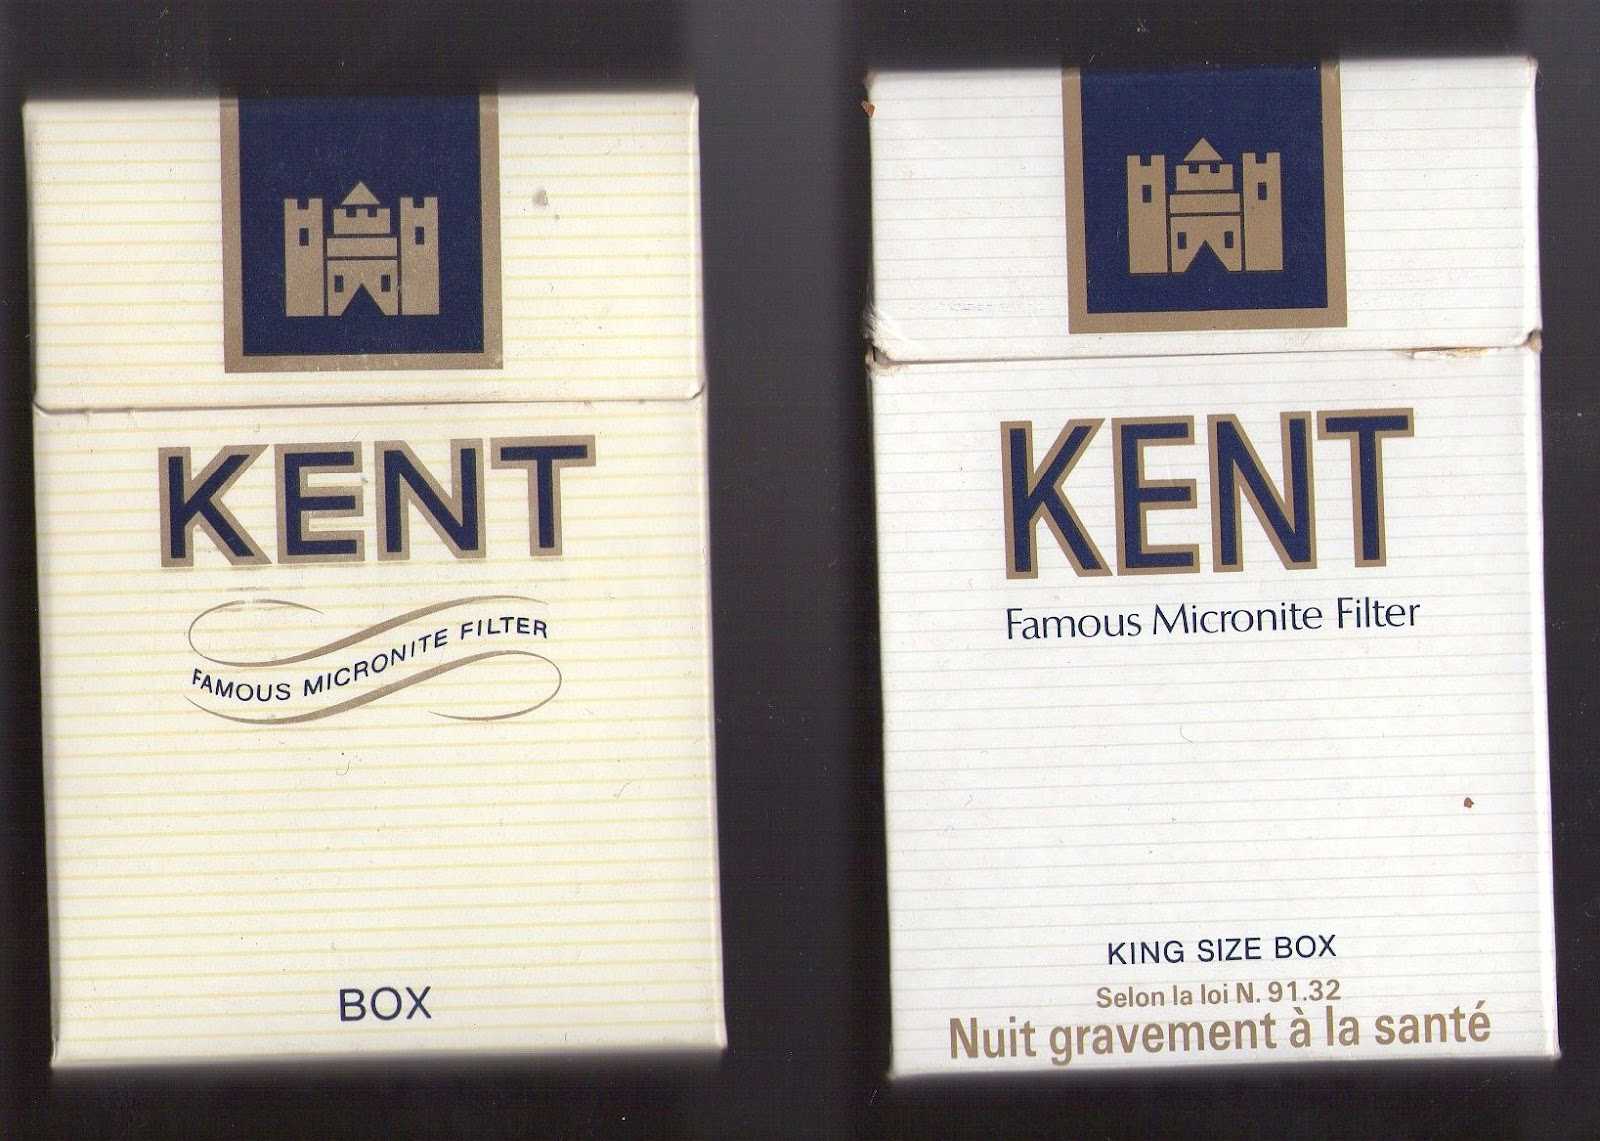 KENT
FAMOUS MICRONITE FILTER
BOX
KENT
Famous Micronite Filter
KING SIZE BOX
Selon la loi N. 91.32
Nuit gravement à la santé